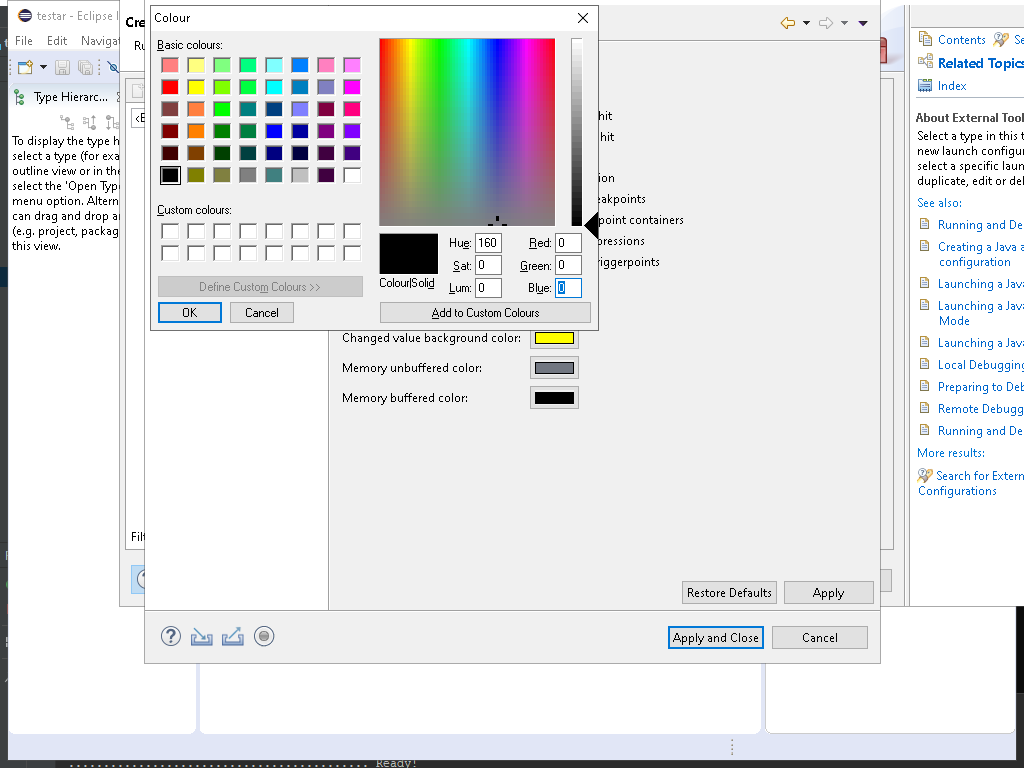 testar - Eclipse I
File
Edit
Naviga
Type Hierarc...
To display the type h
select a type (for exa
outline view or in the
select the 'Open Type
menu option. Altern
can drag and drop a
(e.g. project, packag
this view.
Cre
Ru
<E
Filt
Colour
Basic colours:
Custom colours:
Define Custom Colours >>
OK
Cancel
Colour|Solid
Hue: 160
Sat: 0
Lum: 0
Red: 0
Green: 0
Blue: 0
Add to Custom Colours
hit
hit
ion
eakpoints
point containers
pressions
riggerpoints
Changed value background color:
Memory unbuffered color:
Memory buffered color:
Restore Defaults
Apply
Apply and Close
Cancel
Contents
Se
Related Topics
Index
About External Tool
Select a type in this t
new launch configur
select a specific laun
duplicate, edit or del
See also:
Running and De
Creating a Java a
configuration
Launching a Java
Launching a Java
Mode
Launching a Java
Local Debugging
Preparing to Deb
Remote Debugg
Running and De
More results:
Search for Extern
Configurations
Ready!